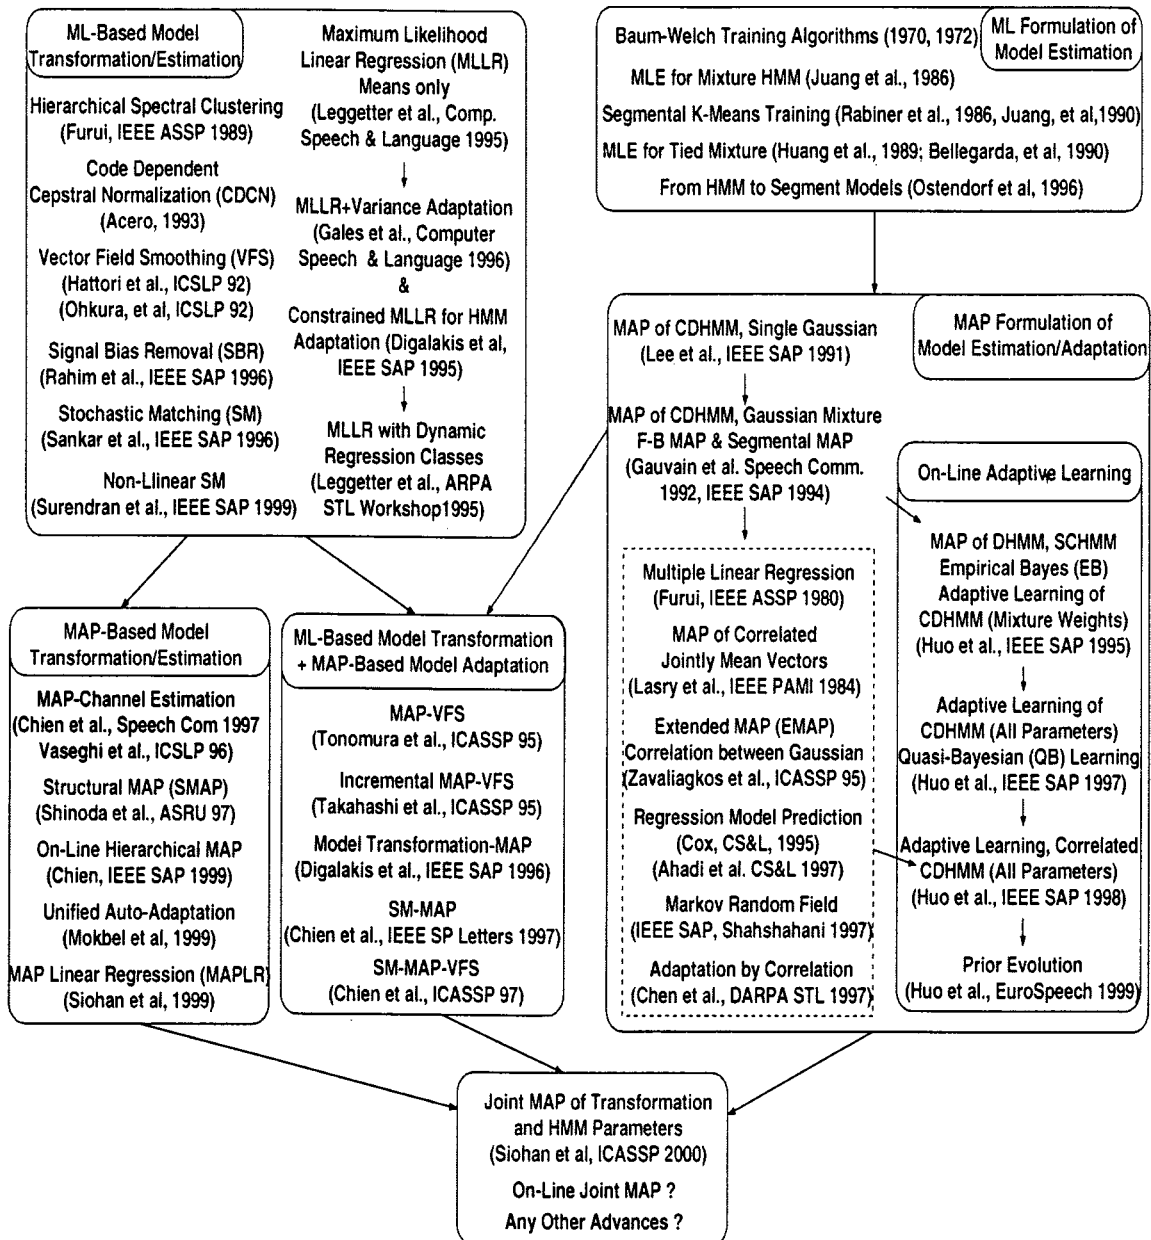 ML-Based Model
Transformation/Estimation
Hierarchical Spectral Clustering
(Furui, IEEE ASSP 1989)
Code Dependent
Cepstral Normalization (CDCN)
(Acero, 1993)
Vector Field Smoothing (VFS)
(Hattori et al., ICSLP 92)
(Ohkura, et al, ICSLP 92)
Signal Bias Removal (SBR)
(Rahim et al., IEEE SAP 1996)
Stochastic Matching (SM)
(Sankar et al., IEEE SAP 1996)
Non-Llinear SM
(Surendran et al., IEEE SAP 1999)
Maximum Likelihood
Linear Regression (MLLR)
Means only
(Leggetter et al., Comp.
Speech & Language 1995)
MLLR+Variance Adaptation
(Gales et al., Computer
Speech & Language 1996)
&
Constrained MLLR for HMM
Adaptation (Digalakis et al,
IEEE SAP 1995)
MLLR with Dynamic
Regression Classes
(Leggetter et al., ARPA
STL Workshop1995)
ML Formulation of
Model Estimation
Baum-Welch Training Algorithms (1970, 1972)
MLE for Mixture HMM (Juang et al., 1986)
Segmental K-Means Training (Rabiner et al., 1986, Juang, et al,1990)
MLE for Tied Mixture (Huang et al., 1989; Bellegarda, et al, 1990)
From HMM to Segment Models (Ostendorf et al, 1996)
MAP Formulation of
Model Estimation/Adaptation
MAP of CDHMM, Single Gaussian
(Lee et al., IEEE SAP 1991)
MAP of CDHMM, Gaussian Mixture
F-B MAP & Segmental MAP
(Gauvain et al. Speech Comm.
1992, IEEE SAP 1994)
Multiple Linear Regression
(Furui, IEEE ASSP 1980)
MAP of Correlated
Jointly Mean Vectors
(Lasry et al., IEEE PAMI 1984)
Extended MAP (EMAP)
Correlation between Gaussian
(Zavaliagkos et al., ICASSP 95)
Regression Model Prediction
(Cox, CS&L, 1995)
(Ahadi et al. CS&L 1997)
Markov Random Field
(IEEE SAP, Shahshahani 1997)
Adaptation by Correlation
(Chen et al., DARPA STL 1997)
On-Line Adaptive Learning
MAP of DHMM, SCHMM
Empirical Bayes (EB)
Adaptive Learning of
CDHMM (Mixture Weights)
(Huo et al., IEEE SAP 1995)
Adaptive Learning of
CDHMM (All Parameters)
Quasi-Bayesian (QB) Learning
(Huo et al., IEEE SAP 1997)
Adaptive Learning, Correlated
CDHMM (All Parameters)
(Huo et al., IEEE SAP 1998)
Prior Evolution
(Huo et al., EuroSpeech 1999)
MAP-Based Model
Transformation/Estimation
MAP-Channel Estimation
(Chien et al., Speech Com 1997
Vaseghi et al., ICSLP 96)
Structural MAP (SMAP)
(Shinoda et al., ASRU 97)
On-Line Hierarchical MAP
(Chien, IEEE SAP 1999)
Unified Auto-Adaptation
(Mokbel et al, 1999)
MAP Linear Regression (MAPLR)
(Siohan et al, 1999)
ML-Based Model Transformation
+ MAP-Based Model Adaptation
MAP-VFS
(Tonomura et al., ICASSP 95)
Incremental MAP-VFS
(Takahashi et al., ICASSP 95)
Model Transformation-MAP
(Digalakis et al., IEEE SAP 1996)
SM-MAP
(Chien et al., IEEE SP Letters 1997)
SM-MAP-VFS
(Chien et al., ICASSP 97)
Joint MAP of Transformation
and HMM Parameters
(Siohan et al, ICASSP 2000)
On-Line Joint MAP ?
Any Other Advances ?